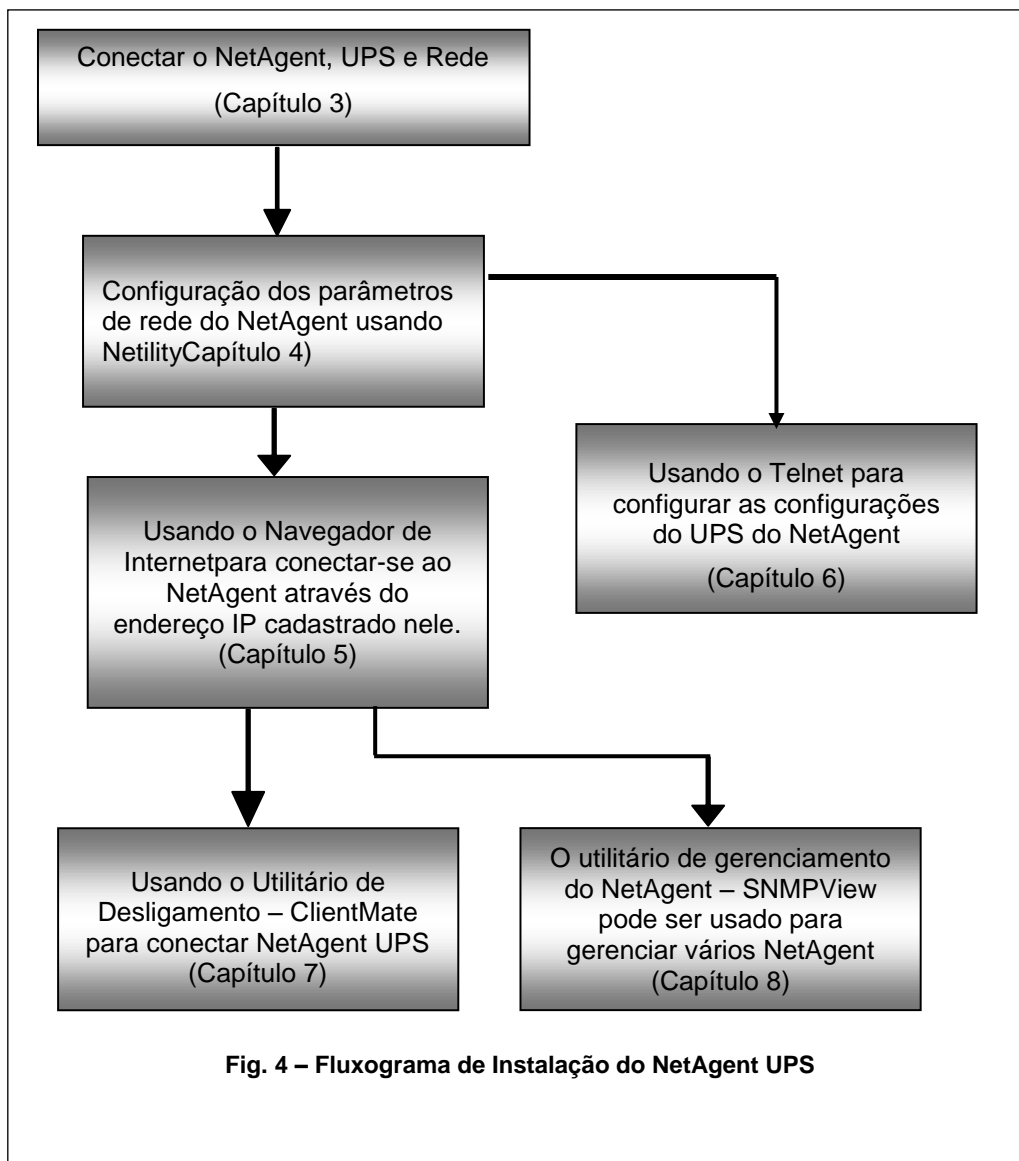 Conectar o NetAgent, UPS e Rede
(Capítulo 3)
Configuração dos parâmetros
de rede do NetAgent usando
NetilityCapítulo 4)
Usando o Telnet para
configurar as configurações
do UPS do NetAgent
(Capítulo 6)
Usando o Navegador de
Internetpara conectar-se ao
NetAgent através do
endereço IP cadastrado nele.
(Capítulo 5)
Usando o Utilitário de
Desligamento – ClientMate
para conectar NetAgent UPS
(Capítulo 7)
O utilitário de gerenciamento
do NetAgent – SNMPView
pode ser usado para
gerenciar vários NetAgent
(Capítulo 8)
Fig. 4 – Fluxograma de Instalação do NetAgent UPS